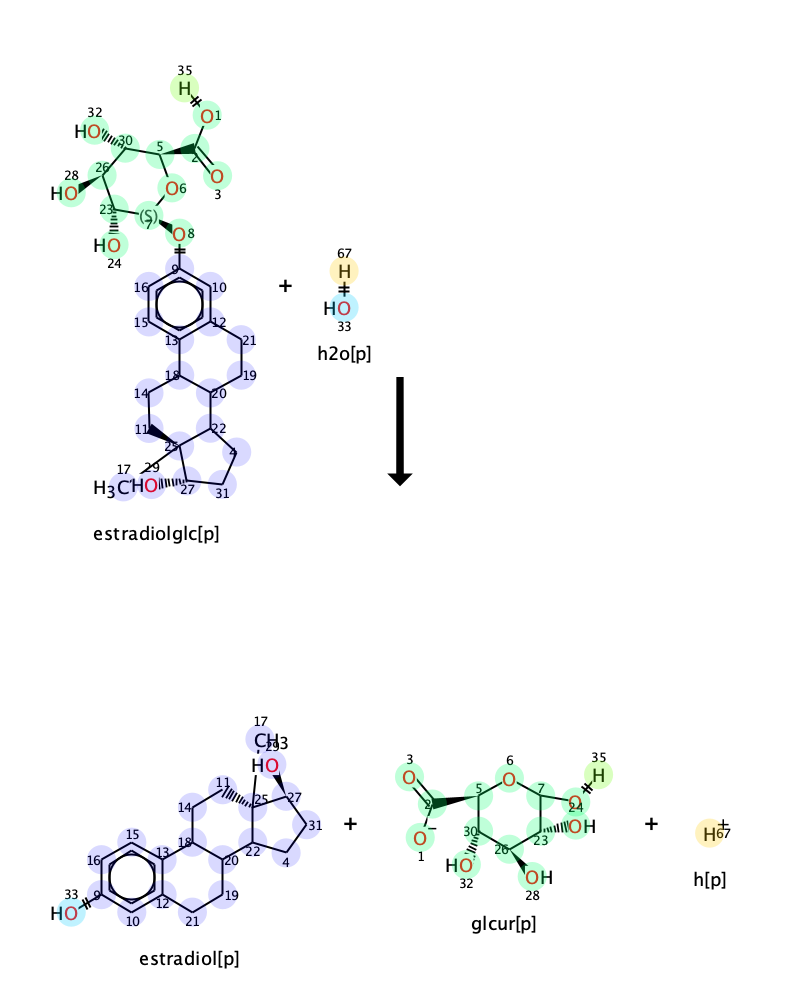 35
H
O 1
32
HO
30
5
2
O
3
28
HO
26
O 6
23
(S)
7
HO
24
O 8
9
16
10
15
12
13
21
18
19
14
20
11
22
25
4
17
29
H3C
HO
27
31
estradiolglc[p]
+
67
H
HO
33
h2o[p]
17
CH3
29
HO
11
27
14
25
31
15
18
22
4
13
20
16
33
HO
9
12
19
10
21
estradiol[p]
+
3
O
6
O
35
H
2
5
7
O
24
OH
O−
1
30
23
26
HO
32
OH
28
glcur[p]
+
H+
67
h[p]